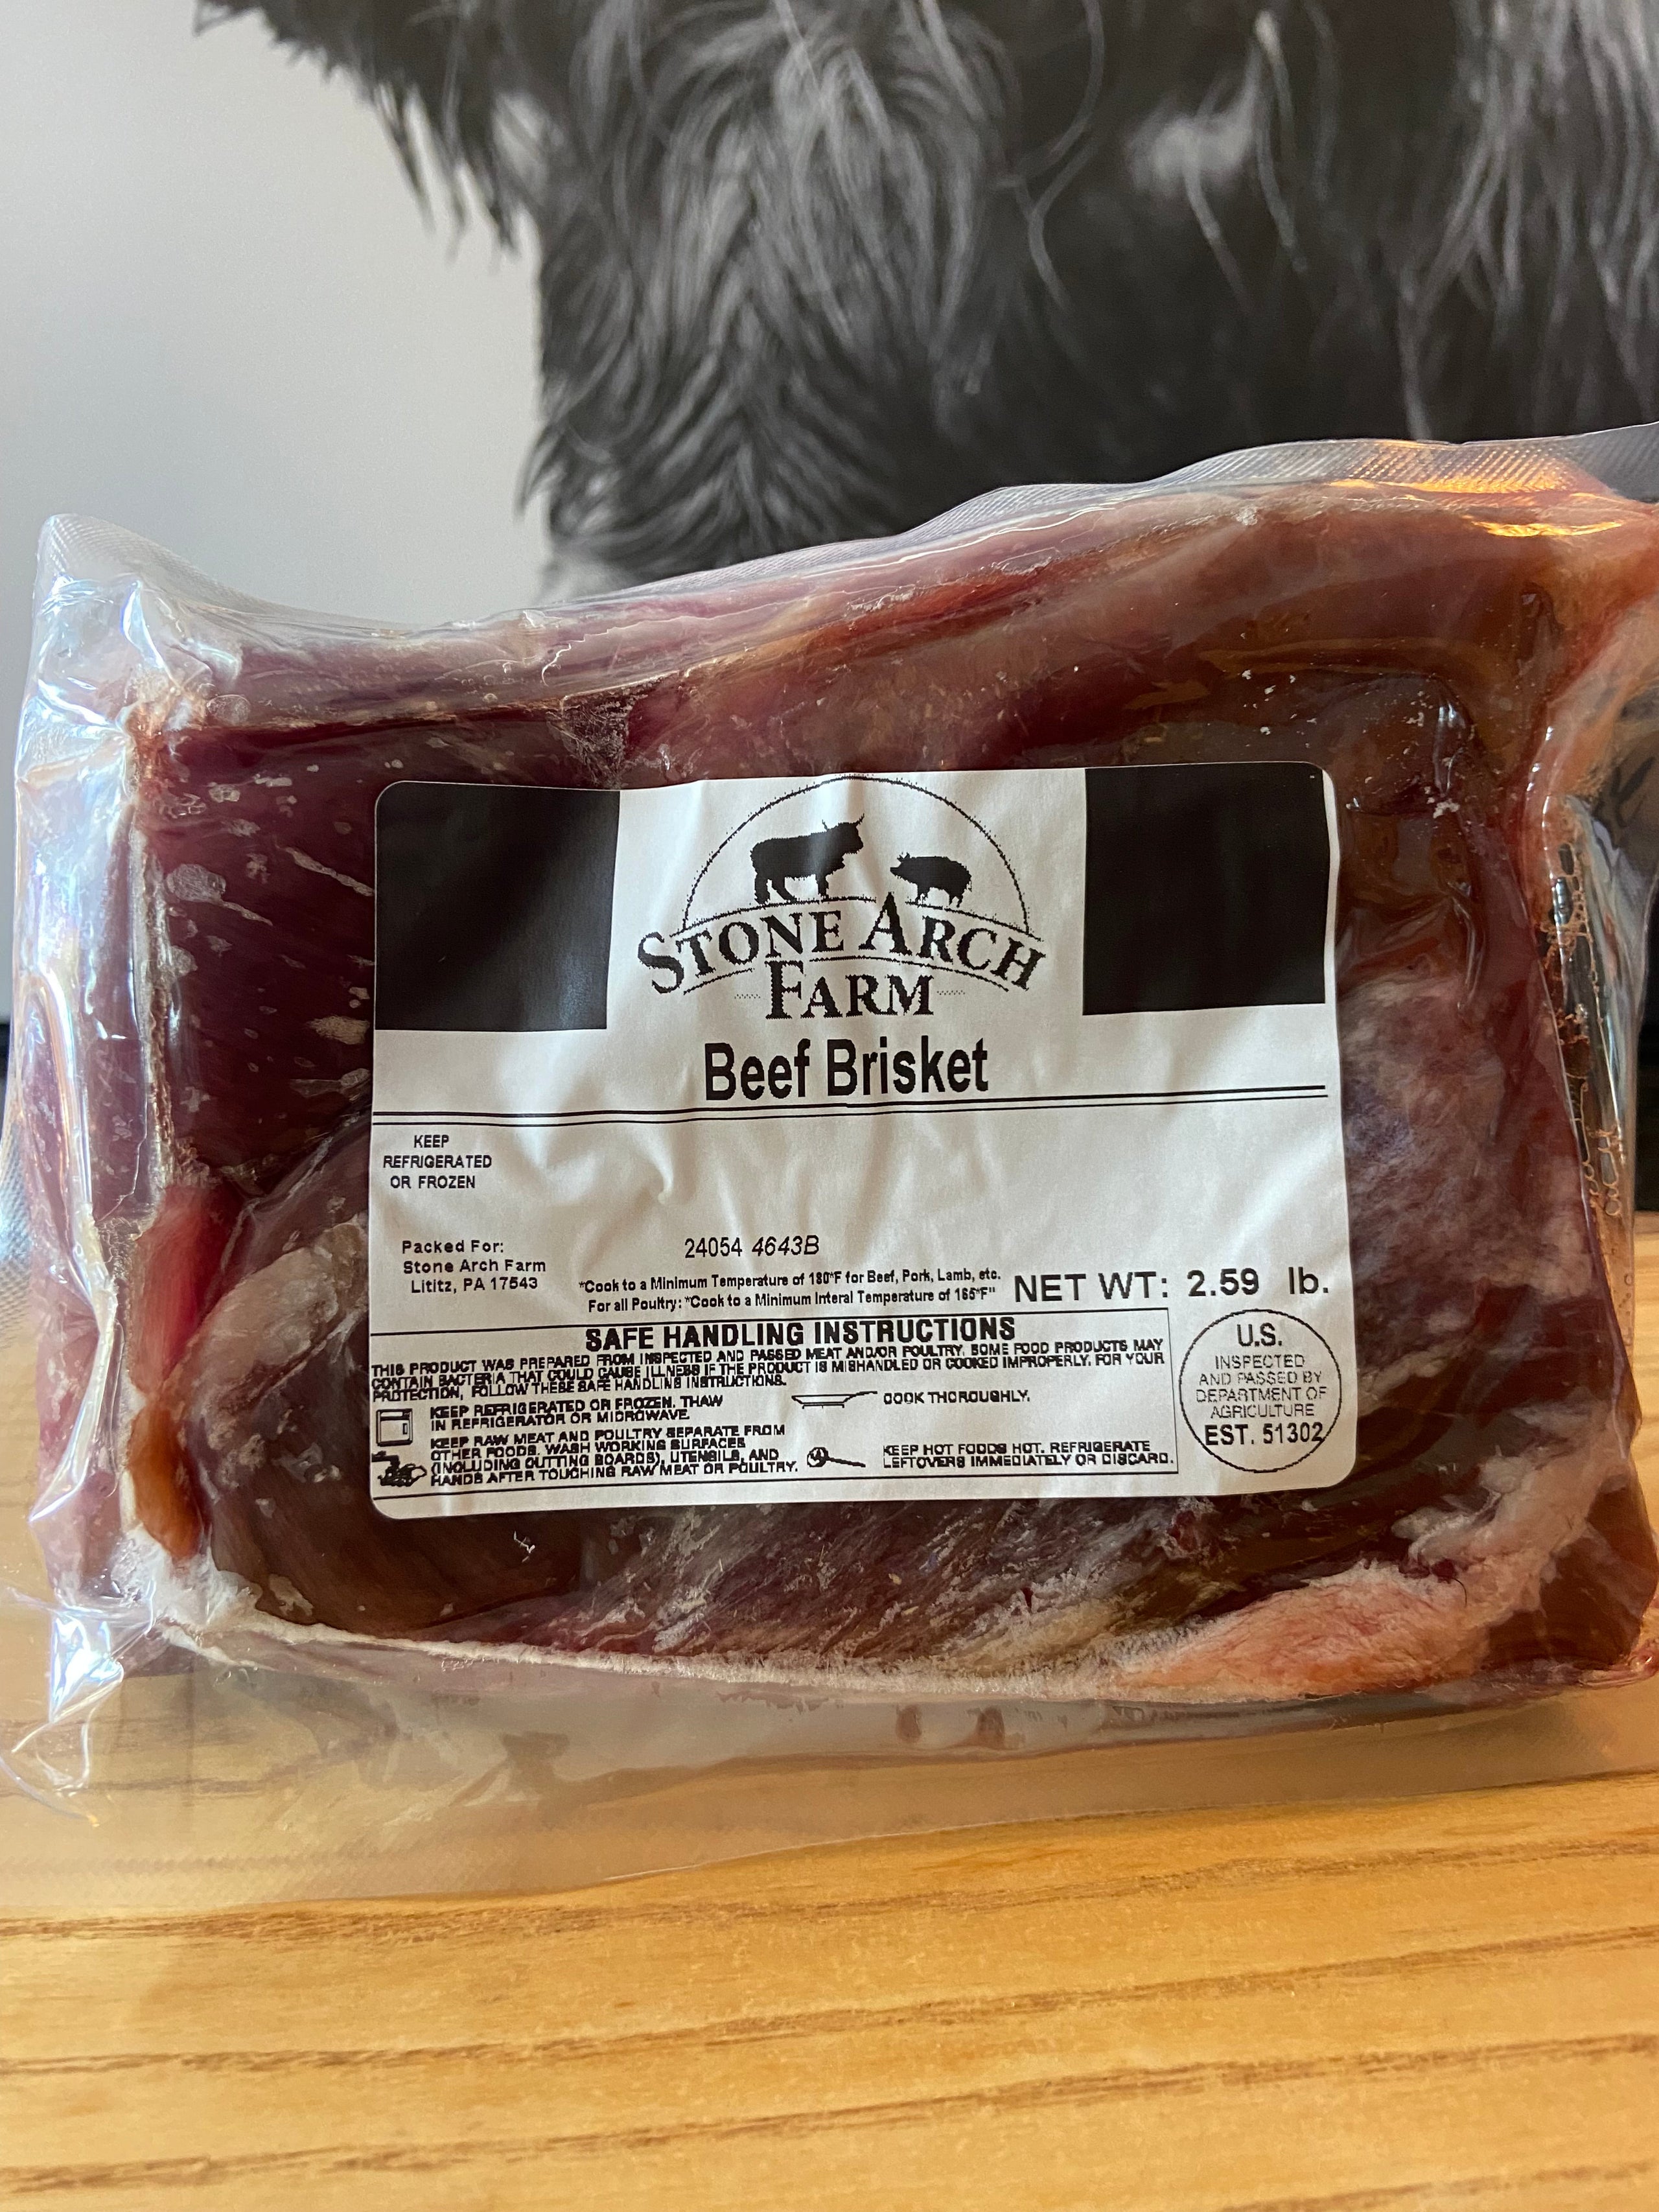 STONE ARCH
FARM
Beef Brisket
KEEP
REFRIGERATED
OR FROZEN
Packed For:
Stone Arch Farm
Lititz, PA 17543
24054 4643B
*Cook to a Minimum Temperature of 180°F for Beef, Pork, Lamb, etc.
For all Poultry: "Cook to a Minimum Interal Temperature of 165°F"
NET WT: 2.59 lb.
SAFE HANDLING INSTRUCTIONS
THIS PRODUCT WAS PREPARED FROM INSPECTED AND PASSED MEAT AND/OR POULTRY. SOME FOOD PRODUCTS MAY
CONTAIN BACTERIA THAT COULD CAUSE ILLNESS IF THE PRODUCT IS MISHANDLED OR COOKED IMPROPERLY. FOR YOUR
PROTECTION, FOLLOW THESE SAFE HANDLING INSTRUCTIONS.
KEEP REFRIGERATED OR FROZEN. THAW
IN REFRIGERATOR OR MICROWAVE.
KEEP RAW MEAT AND POULTRY SEPARATE FROM
OTHER FOODS. WASH WORKING SURFACES
(INCLUDING CUTTING BOARDS), UTENSILS, AND
HANDS AFTER TOUCHING RAW MEAT OR POULTRY.
COOK THOROUGHLY.
KEEP HOT FOODS HOT. REFRIGERATE
LEFTOVERS IMMEDIATELY OR DISCARD.
U.S.
INSPECTED
AND PASSED BY
DEPARTMENT OF
AGRICULTURE
EST. 51302